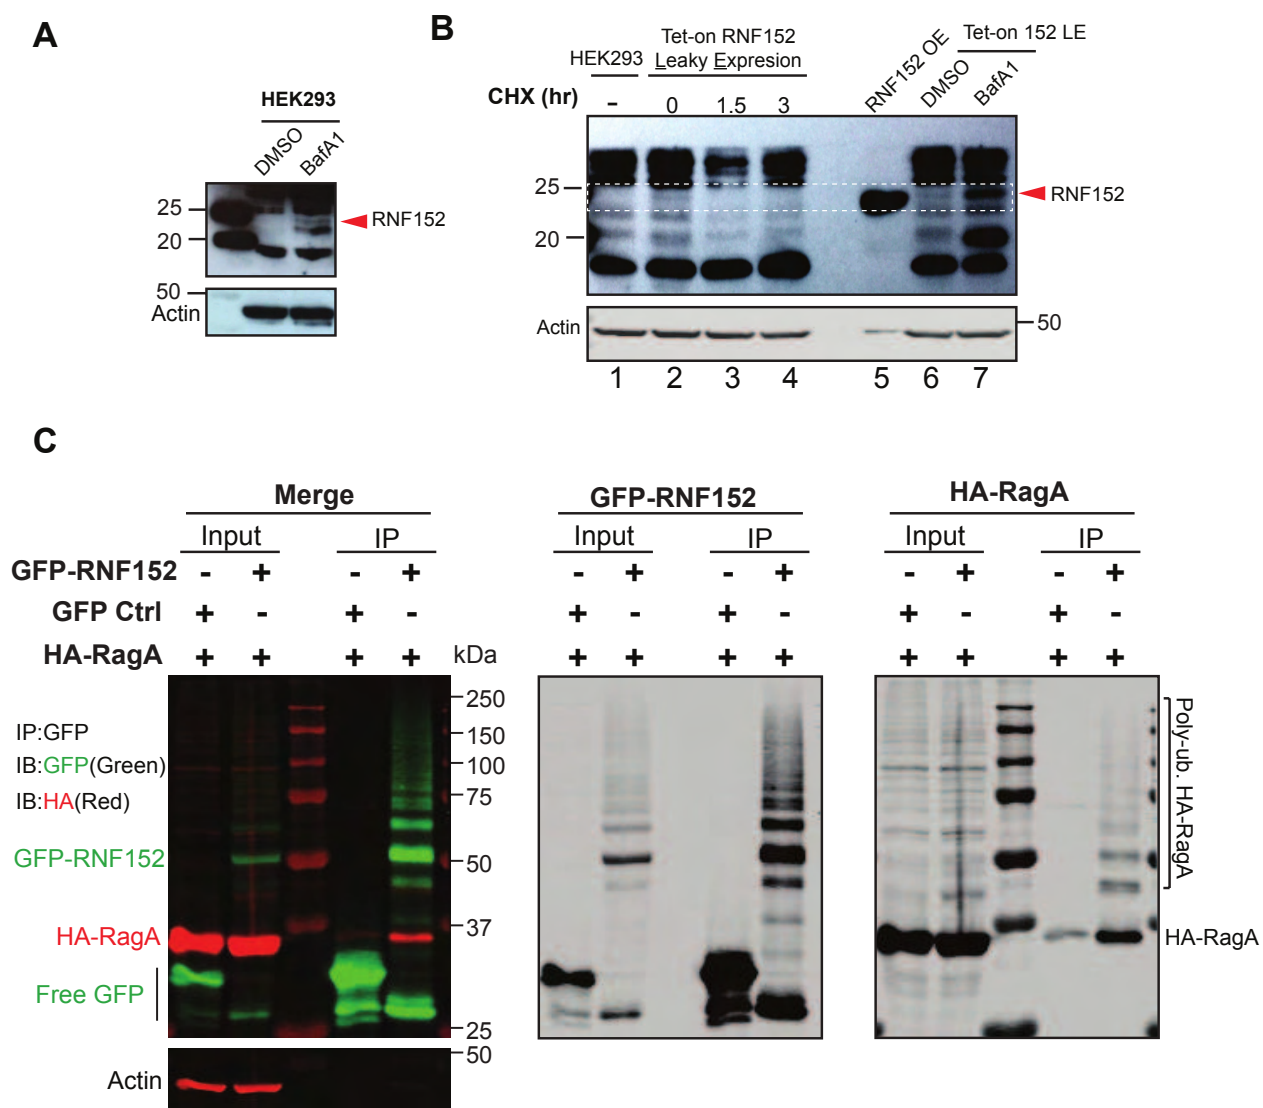 A
HEK293
DMSO
BafA1
25
20
RNF152
50
Actin
B
HEK293
Tet-on RNF152
Leaky Expresion
RNF152 OE
Tet-on 152 LE
DMSO
BafA1
CHX (hr)
- 0 1.5 3
25
20
RNF152
Actin
50
1 2 3 4 5 6 7
C
Merge
GFP-RNF152
HA-RagA
Input IP
Input IP
Input IP
GFP-RNF152 - + - + - + - + - + - +
GFP Ctrl + - + - + - + - + - + -
HA-RagA + + + + kDa + + + + + + + +
IP:GFP
IB:GFP(Green)
IB:HA(Red)
GFP-RNF152
HA-RagA
Free GFP
250
150
100
75
50
37
25
50
Actin
Poly-ub. HA-RagA
HA-RagA